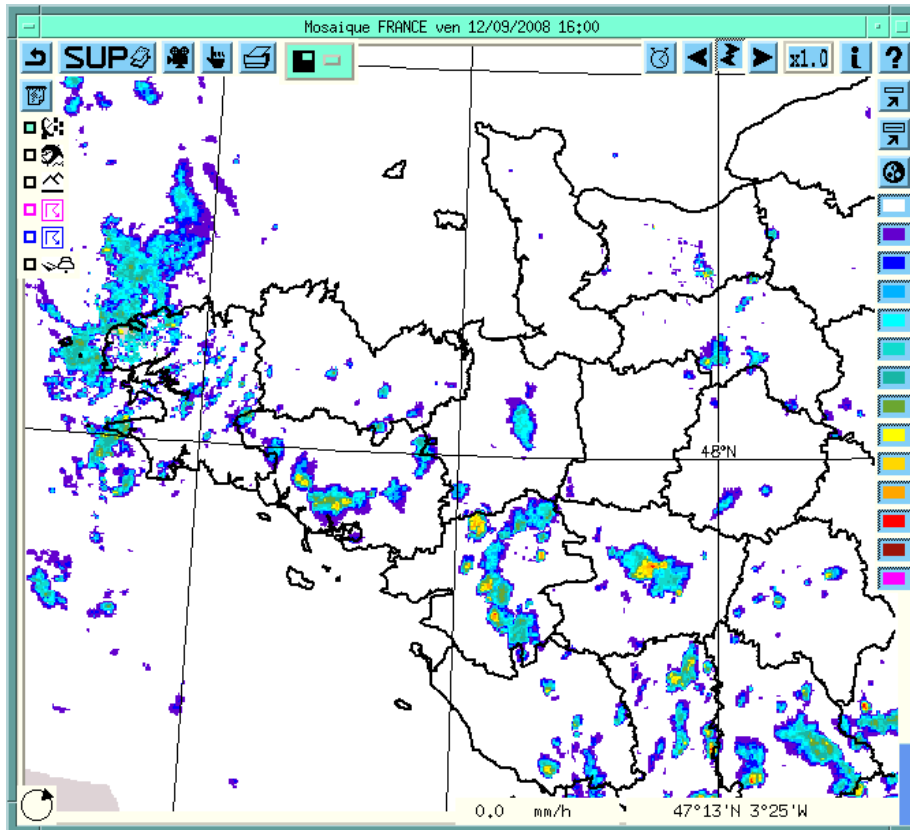 Mosaique FRANCE ven 12/09/2008 16:00
SUP
x1.0
i
?
48°N
0.0 mm/h 47°13'N 3°25'W